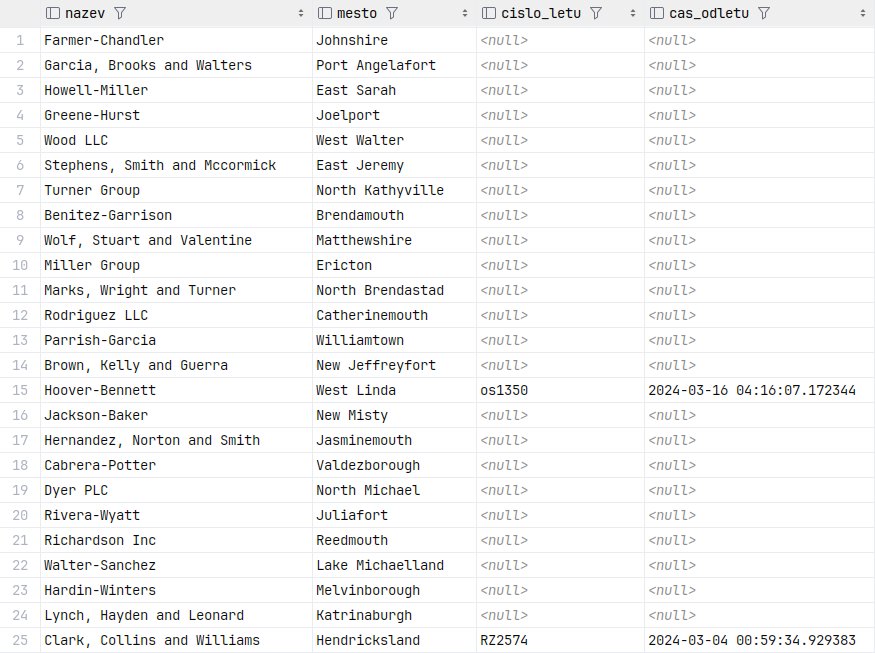 nazev mesto cislo_letu cas_odletu
1 Farmer-Chandler Johnshire <null> <null>
2 Garcia, Brooks and Walters Port Angelafort <null> <null>
3 Howell-Miller East Sarah <null> <null>
4 Greene-Hurst Joelport <null> <null>
5 Wood LLC West Walter <null> <null>
6 Stephens, Smith and Mccormick East Jeremy <null> <null>
7 Turner Group North Kathyville <null> <null>
8 Benitez-Garrison Brendamouth <null> <null>
9 Wolf, Stuart and Valentine Matthewshire <null> <null>
10 Miller Group Ericton <null> <null>
11 Marks, Wright and Turner North Brendastad <null> <null>
12 Rodriguez LLC Catherinemouth <null> <null>
13 Parrish-Garcia Williamtown <null> <null>
14 Brown, Kelly and Guerra New Jeffreyfort <null> <null>
15 Hoover-Bennett West Linda os1350 2024-03-16 04:16:07.172344
16 Jackson-Baker New Misty <null> <null>
17 Hernandez, Norton and Smith Jasminemouth <null> <null>
18 Cabrera-Potter Valdezborough <null> <null>
19 Dyer PLC North Michael <null> <null>
20 Rivera-Wyatt Juliafort <null> <null>
21 Richardson Inc Reedmouth <null> <null>
22 Walter-Sanchez Lake Michaelland <null> <null>
23 Hardin-Winters Melvinborough <null> <null>
24 Lynch, Hayden and Leonard Katrinaburgh <null> <null>
25 Clark, Collins and Williams Hendricksland RZ2574 2024-03-04 00:59:34.929383